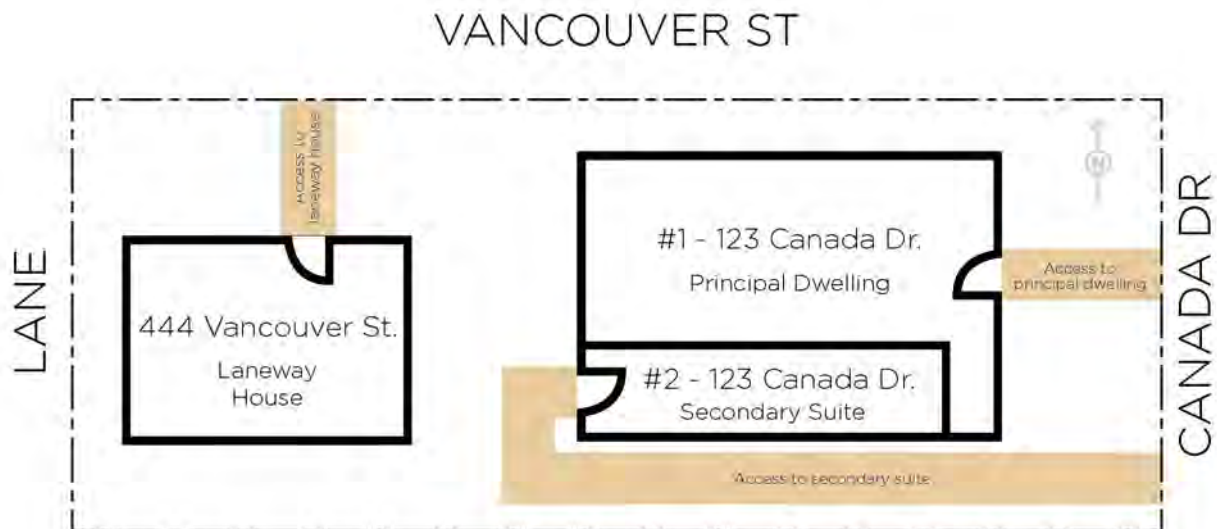 VANCOUVER ST
Access to
laneway house
N
#1 - 123 Canada Dr.
Principal Dwelling
Access to
principal dwelling
LANE
444 Vancouver St.
Laneway
House
#2 - 123 Canada Dr.
Secondary Suite
CANADA DR
Access to secondary suite